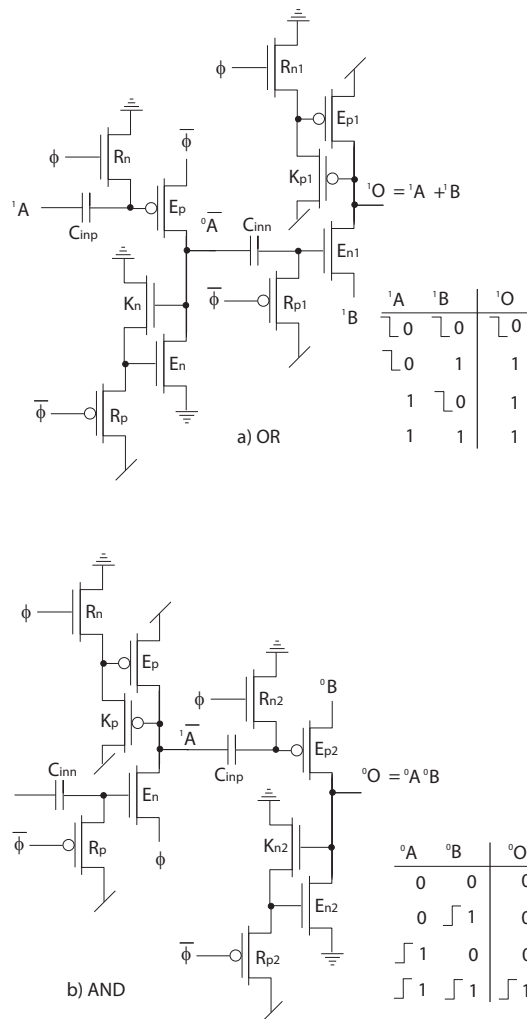 ϕ
Rn1
Ep1
Kp1
ϕ
Rn
ϕ̅
¹A
Cinp
Ep
⁰A̅
Cinn
¹O = ¹A + ¹B
En1
Kn
ϕ̅
Rp1
¹B
En
ϕ̅
Rp
a) OR
¹A ¹B ¹O
0 0 0
0 1 1
1 0 1
1 1 1
ϕ
Rn
Ep
Kp
ϕ
Rn2
⁰B
¹A̅
Cinp
Ep2
Cinn
En
⁰O = ⁰A⁰B
ϕ̅
Rp
ϕ
Kn2
En2
ϕ̅
Rp2
b) AND
⁰A ⁰B ⁰O
0 0 0
0 1 0
1 0 0
1 1 1